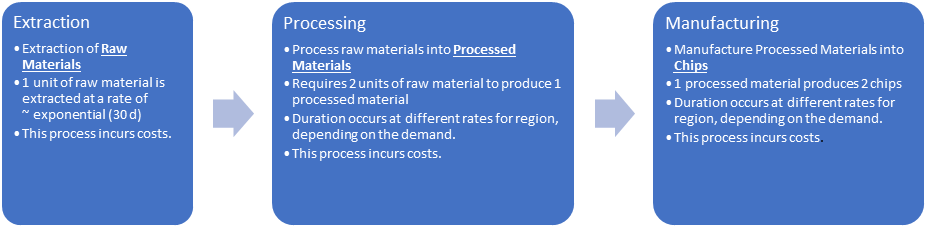 Extraction
• Extraction of Raw
Materials
• 1 unit of raw material is
extracted at a rate of
~ exponential (30 d)
• This process incurs costs.
Processing
• Process raw materials into Processed
Materials
• Requires 2 units of raw material to produce 1
processed material
• Duration occurs at different rates for region,
depending on the demand.
• This process incurs costs.
Manufacturing
• Manufacture Processed Materials into
Chips
• 1 processed material produces 2 chips
• Duration occurs at different rates for
region, depending on the demand.
• This process incurs costs.